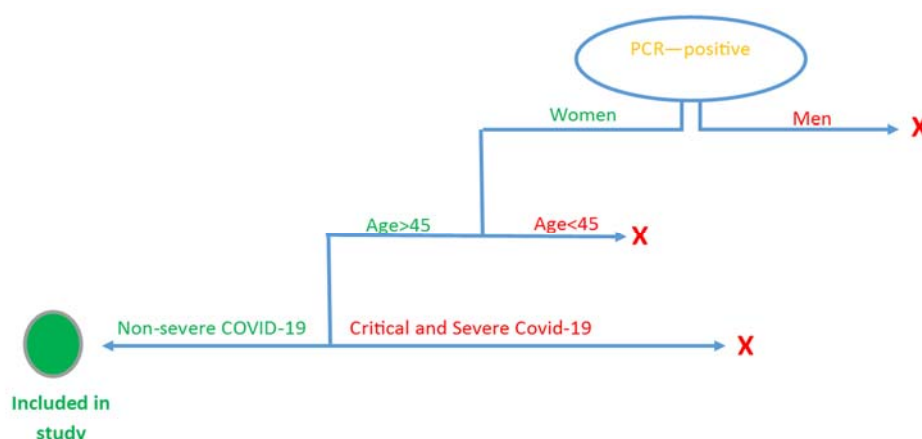 PCR—positive
Women
Men
X
Age>45
Age<45
X
Non-severe COVID-19
Critical and Severe Covid-19
X
Included in
study